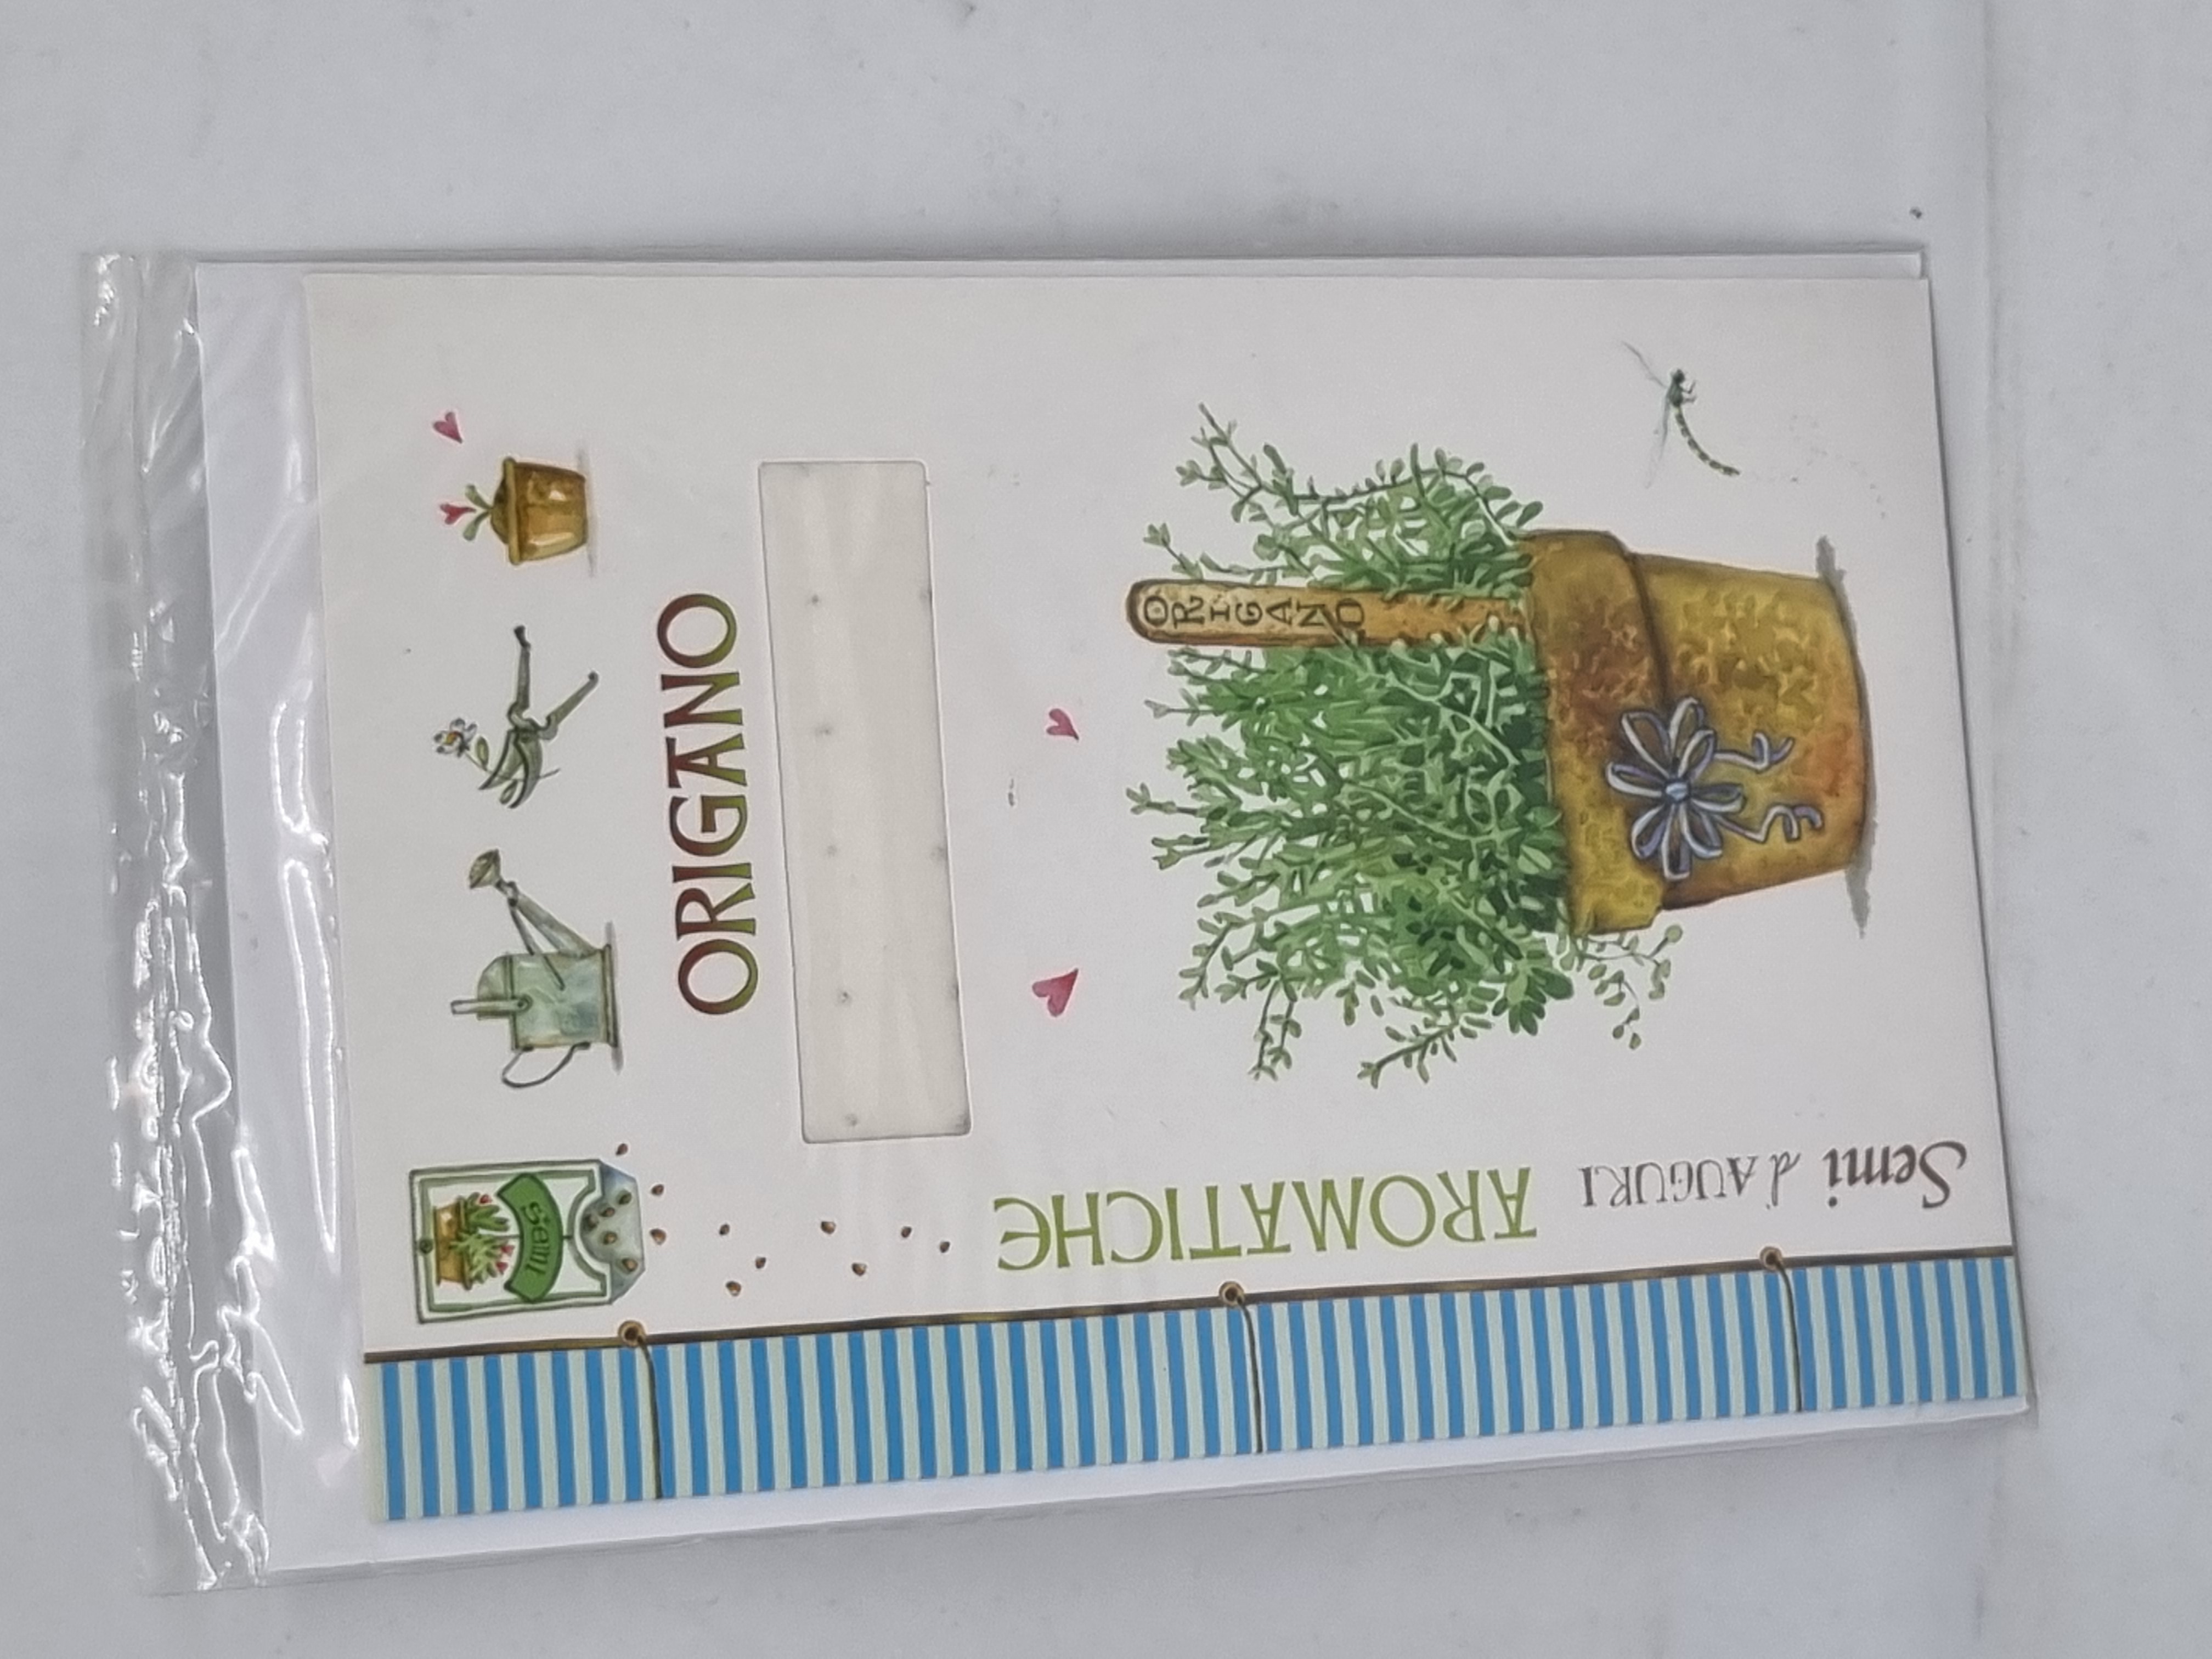 Semi d'AUGURI
AROMATICHE
ORIGANO
ORIGANO
SEMI